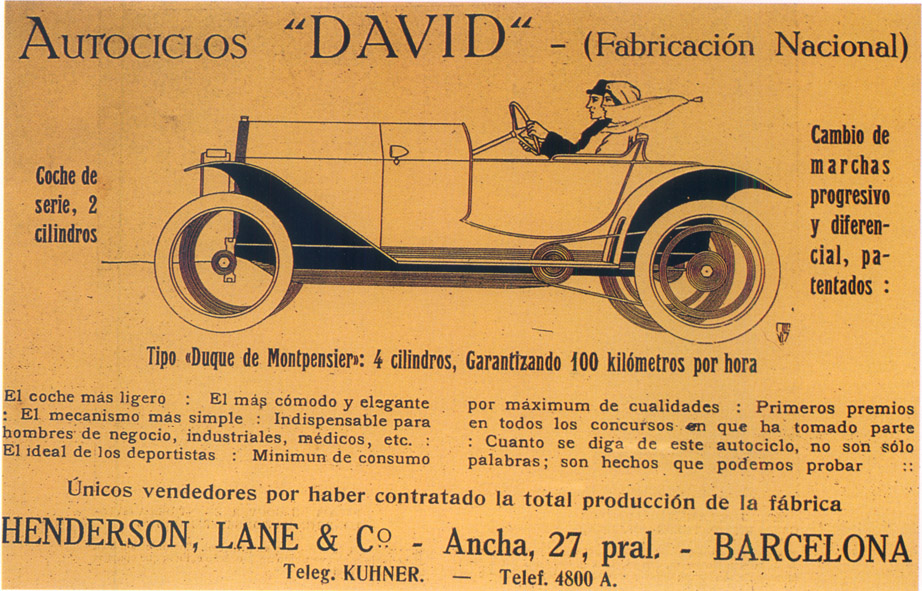 AUTOCICLOS “DAVID“ - (Fabricación Nacional)
Coche de
serie, 2
cilindros
Cambio de
marchas
progresivo
y diferen-
cial, pa-
tentados :
Tipo «Duque de Montpensier»: 4 cilindros, Garantizando 100 kilómetros por hora
El coche más ligero : El más cómodo y elegante
: El mecanismo más simple : Indispensable para
hombres de negocio, industriales, médicos, etc. :
El ideal de los deportistas : Minimun de consumo
por máximum de cualidades : Primeros premios
en todos los concursos en que ha tomado parte
: Cuanto se diga de este autociclo, no son sólo
palabras; son hechos que podemos probar ::
Únicos vendedores por haber contratado la total producción de la fábrica
HENDERSON, LANE & Cº - Ancha, 27, pral. - BARCELONA
Teleg. KUHNER. — Telef. 4800 A.